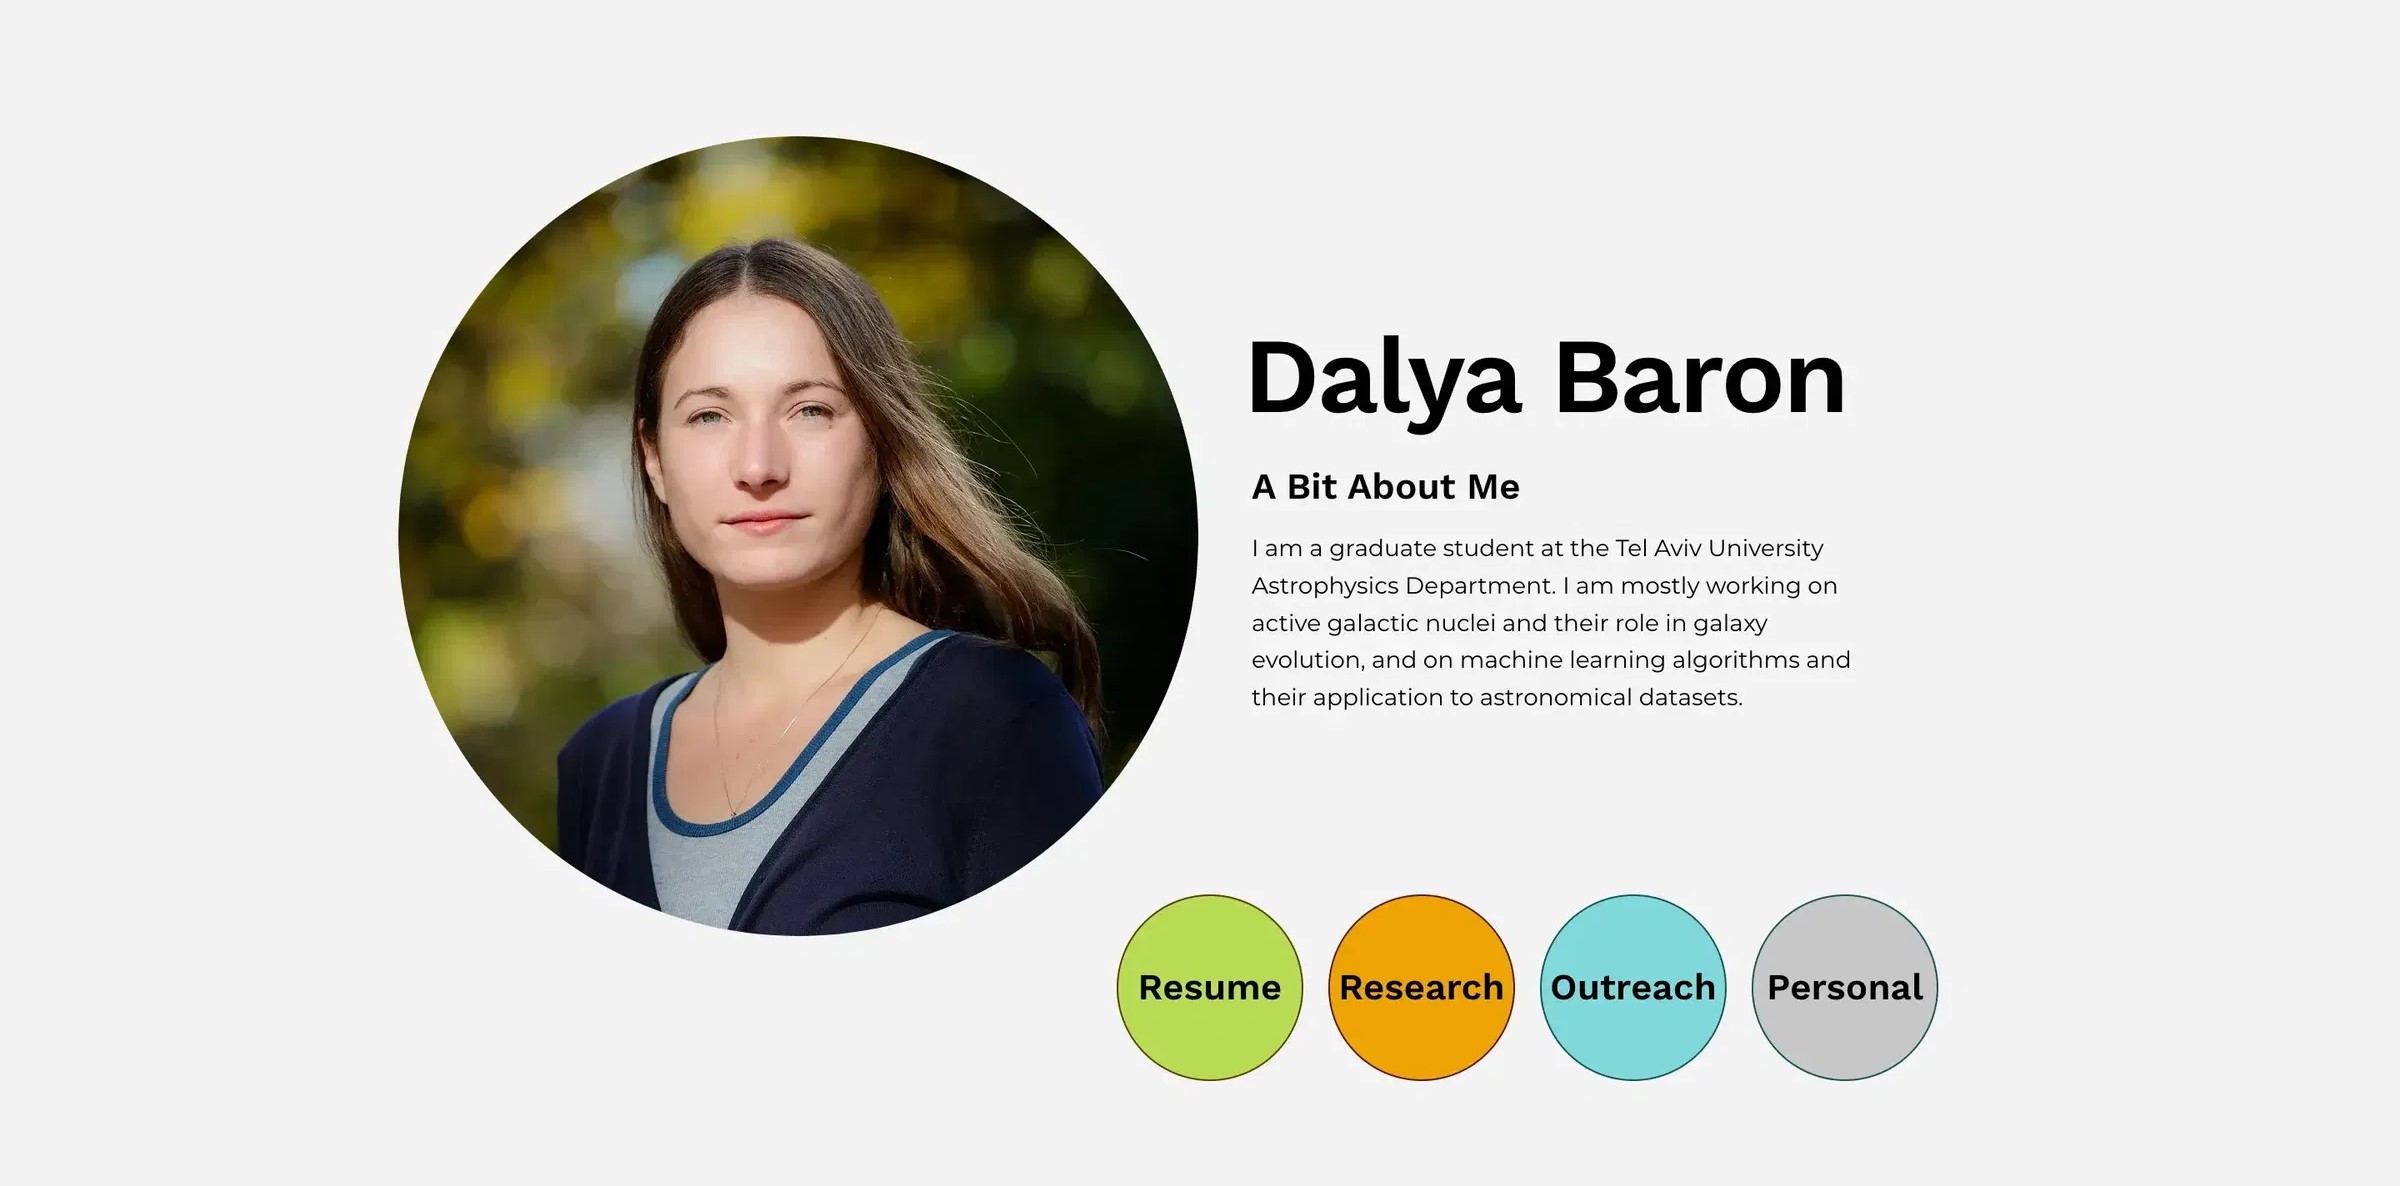 Dalya Baron
A Bit About Me
I am a graduate student at the Tel Aviv University
Astrophysics Department. I am mostly working on
active galactic nuclei and their role in galaxy
evolution, and on machine learning algorithms and
their application to astronomical datasets.
Resume
Research
Outreach
Personal